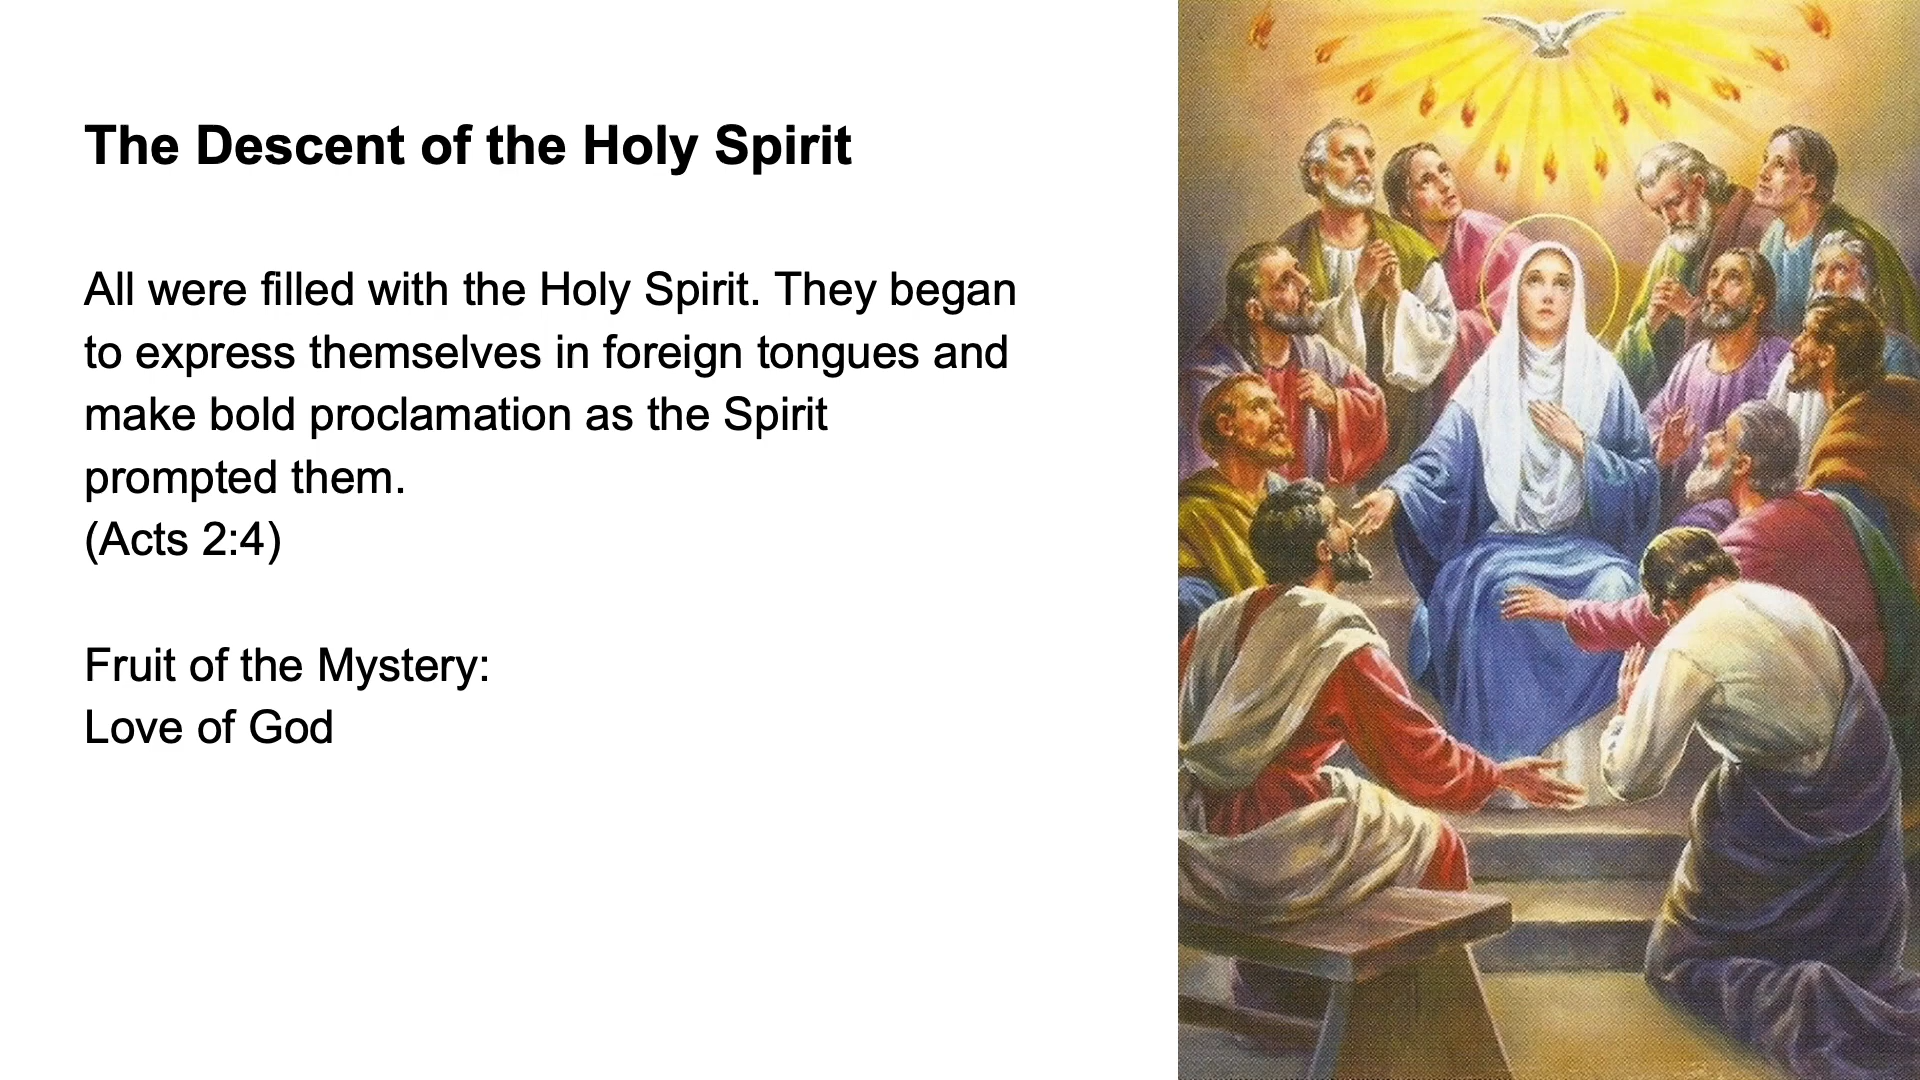 The Descent of the Holy Spirit
All were filled with the Holy Spirit. They began
to express themselves in foreign tongues and
make bold proclamation as the Spirit
prompted them.
(Acts 2:4)
Fruit of the Mystery:
Love of God